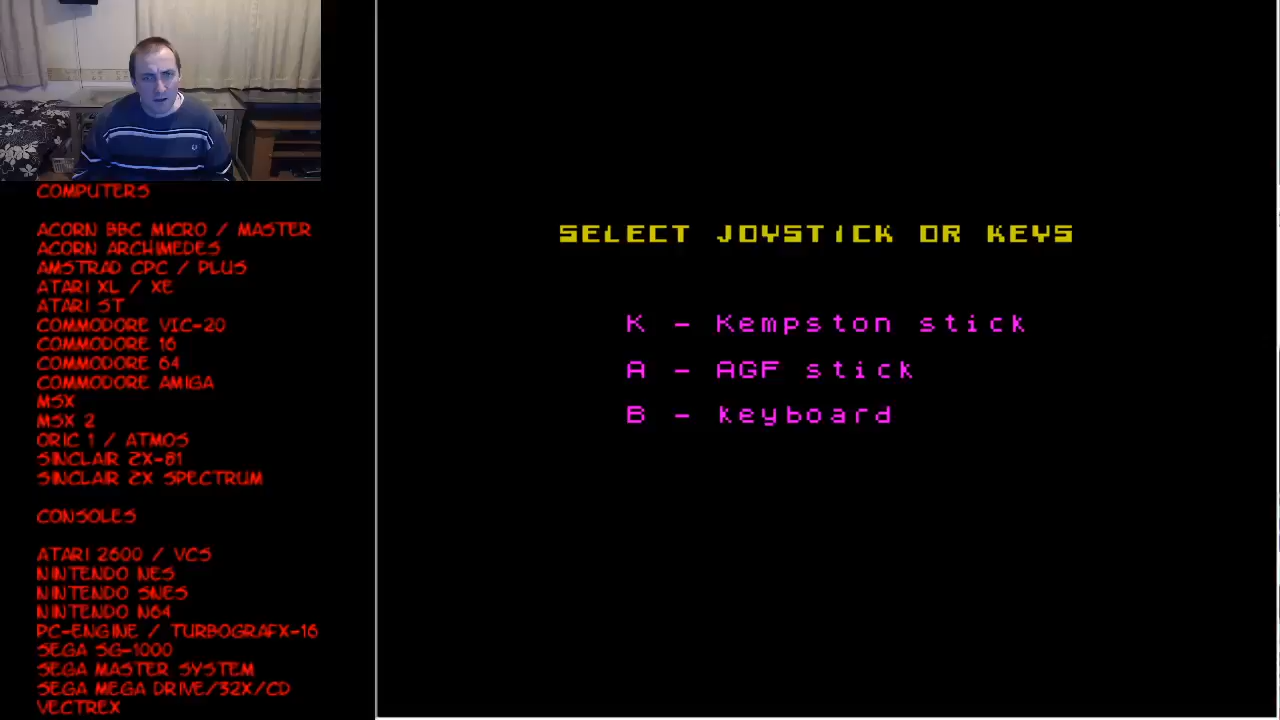 COMPUTERS
ACORN BBC MICRO / MASTER
ACORN ARCHIMEDES
AMSTRAD CPC / PLUS
ATARI XL / XE
ATARI ST
COMMODORE VIC-20
COMMODORE 16
COMMODORE 64
COMMODORE AMIGA
MSX
MSX 2
ORIC 1 / ATMOS
SINCLAIR ZX-81
SINCLAIR ZX SPECTRUM
CONSOLES
ATARI 2600 / VCS
NINTENDO NES
NINTENDO SNES
NINTENDO N64
PC-ENGINE / TURBOGRAFX-16
SEGA SG-1000
SEGA MASTER SYSTEM
SEGA MEGA DRIVE/32X/CD
VECTREX
SELECT JOYSTICK OR KEYS
K - Kempston stick
A - AGF stick
B - keyboard